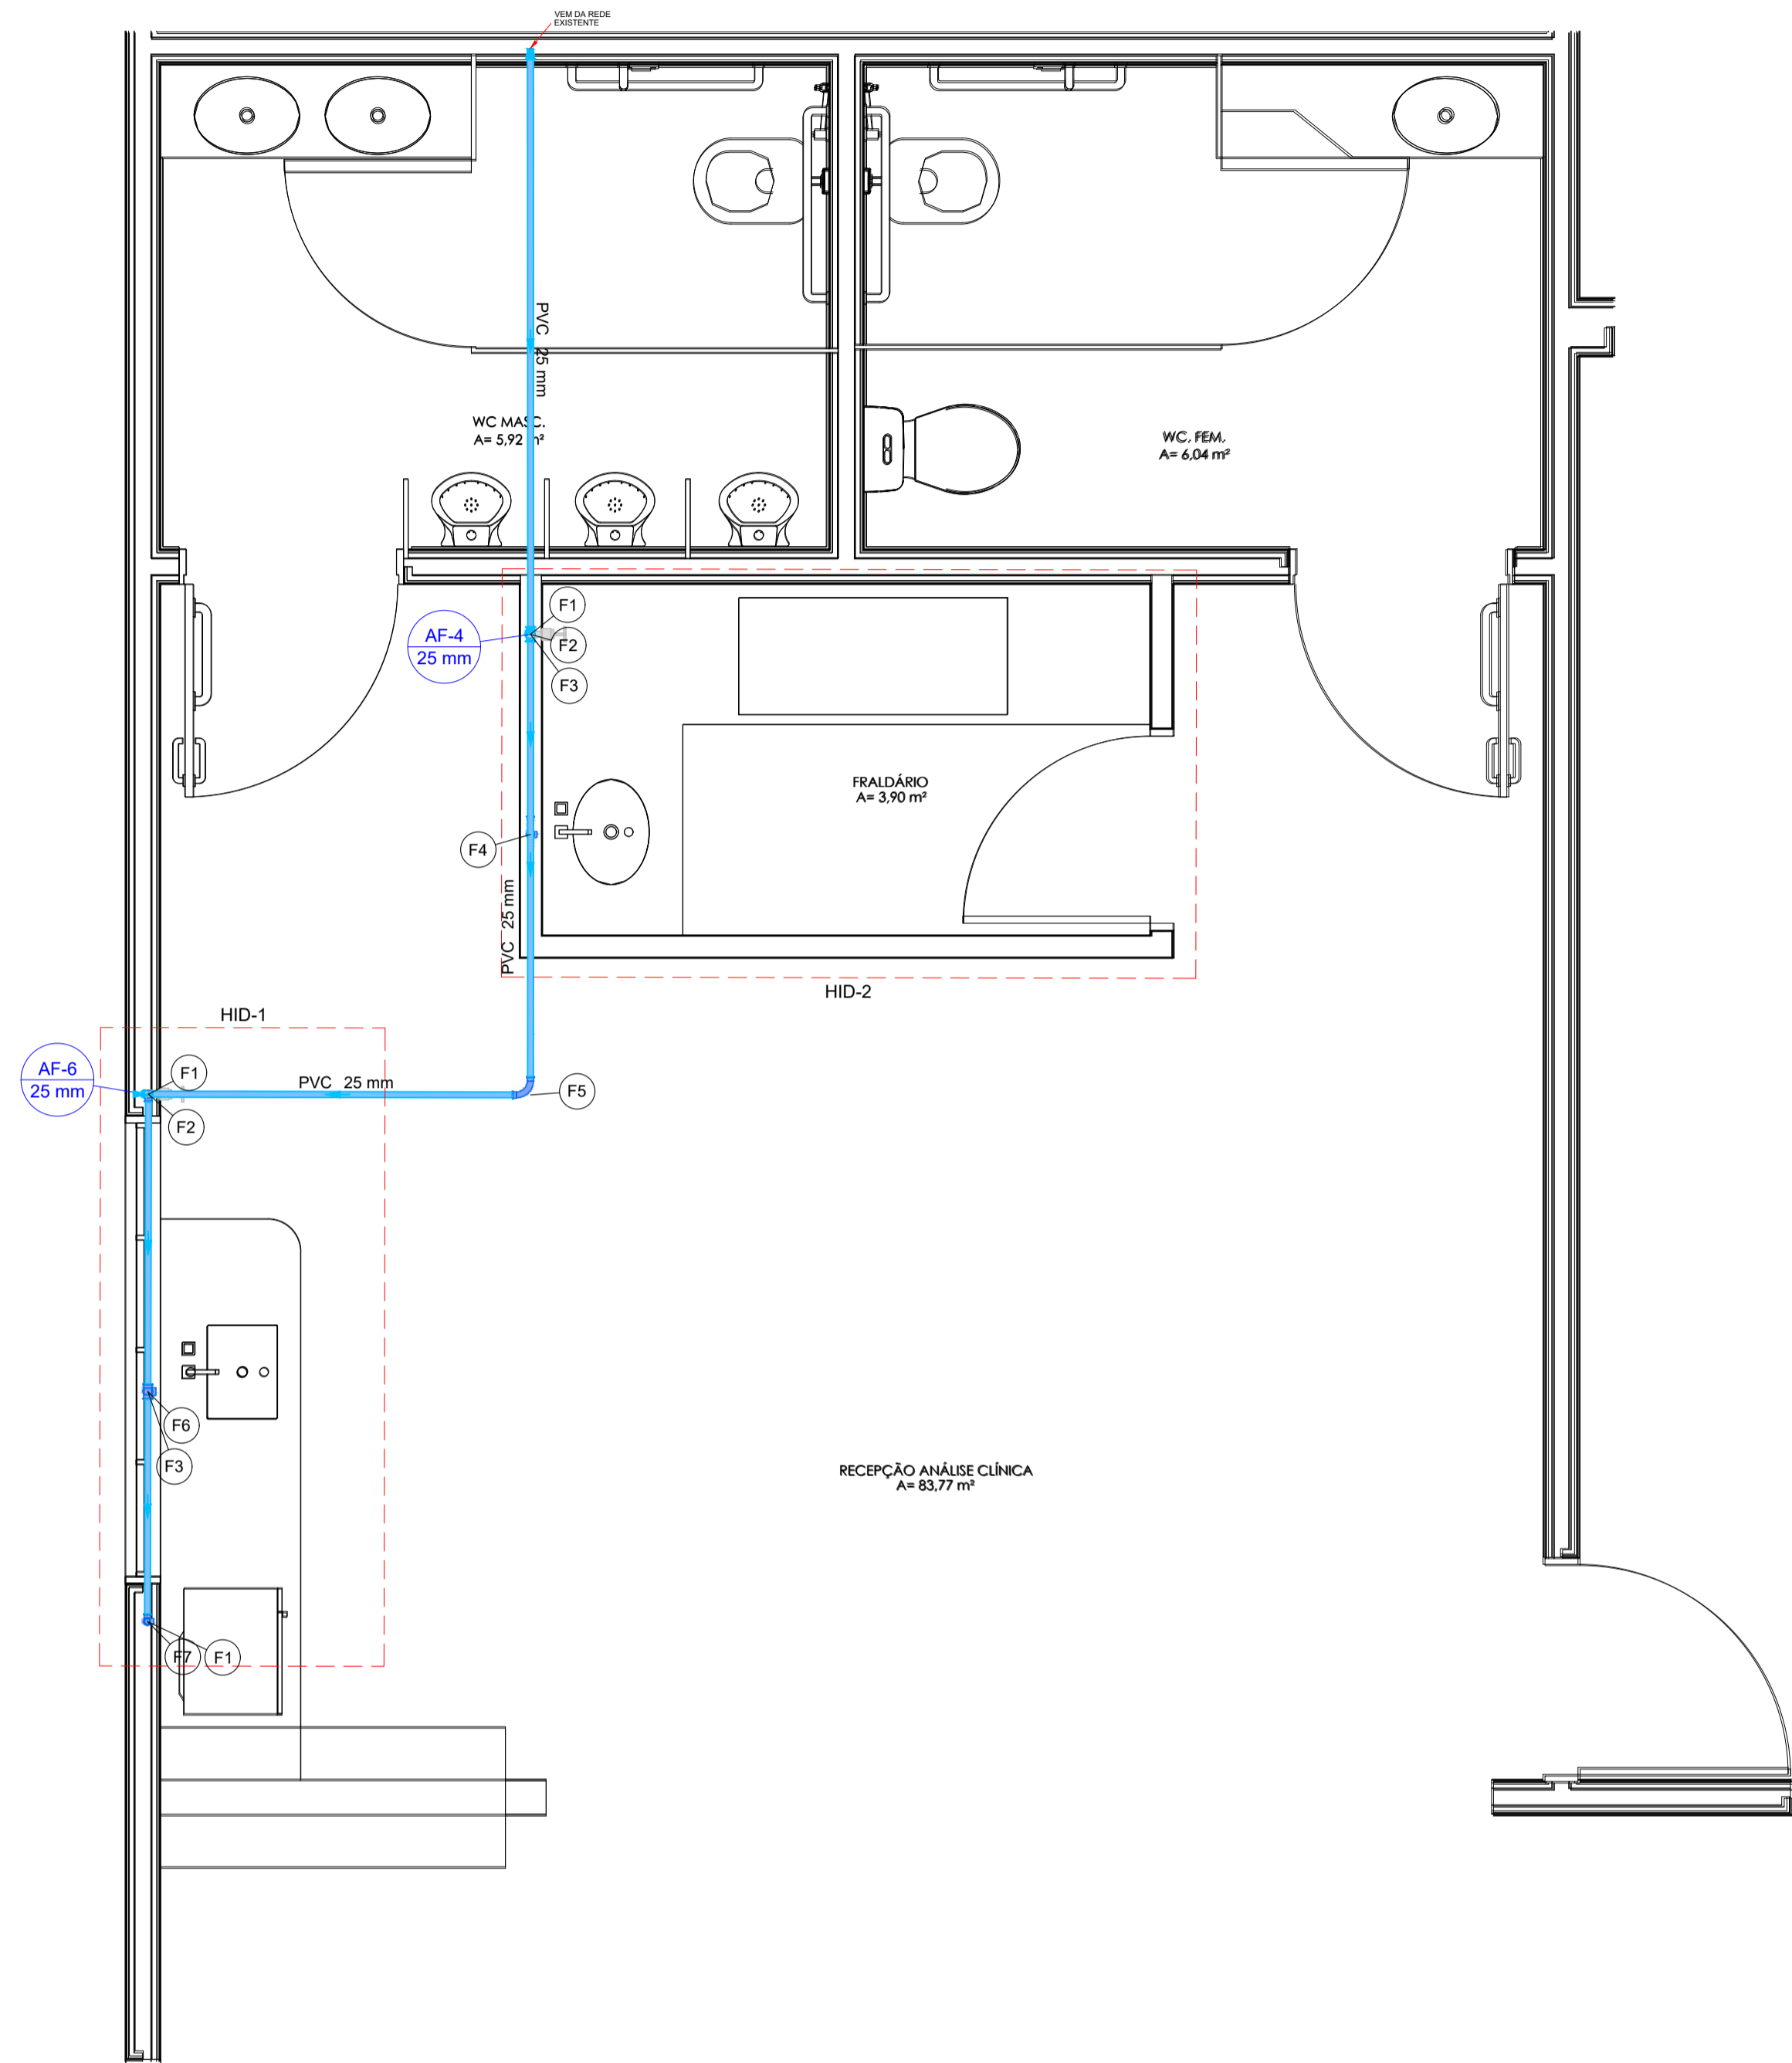 VEM DA REDE
EXISTENTE
PVC 25 mm
WC MASC.
A= 5,92 m²
WC. FEM.
A= 6,04 m²
F1
AF-4
25 mm
F2
F3
FRALDÁRIO
A= 3,90 m²
F4
PVC 25 mm
HID-2
HID-1
AF-6
25 mm
F1
PVC 25 mm
F5
F2
F6
F3
RECEPÇÃO ANÁLISE CLÍNICA
A= 83,77 m²
F7
F1